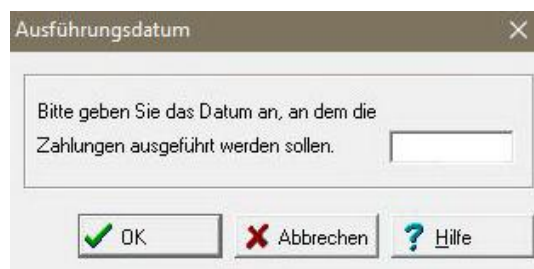 Ausführungsdatum
Bitte geben Sie das Datum an, an dem die
Zahlungen ausgeführt werden sollen.
OK
Abbrechen
Hilfe